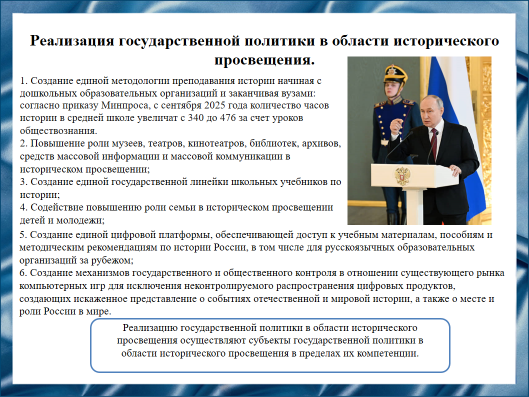 Реализация государственной политики в области исторического
просвещения.
1. Создание единой методологии преподавания истории начиная с
дошкольных образовательных организаций и заканчивая вузами:
согласно приказу Минпроса, с сентября 2025 года количество часов
истории в средней школе увеличат с 340 до 476 за счет уроков
обществознания.
2. Повышение роли музеев, театров, кинотеатров, библиотек, архивов,
средств массовой информации и массовой коммуникации в
историческом просвещении;
3. Создание единой государственной линейки школьных учебников по
истории;
4. Содействие повышению роли семьи в историческом просвещении
детей и молодежи;
5. Создание единой цифровой платформы, обеспечивающей доступ к учебным материалам, пособиям и
методическим рекомендациям по истории России, в том числе для русскоязычных образовательных
организаций за рубежом;
6. Создание механизмов государственного и общественного контроля в отношении существующего рынка
компьютерных игр для исключения неконтролируемого распространения цифровых продуктов,
создающих искаженное представление о событиях отечественной и мировой истории, а также о месте и
роли России в мире.
Реализацию государственной политики в области исторического
просвещения осуществляют субъекты государственной политики в
области исторического просвещения в пределах их компетенции.